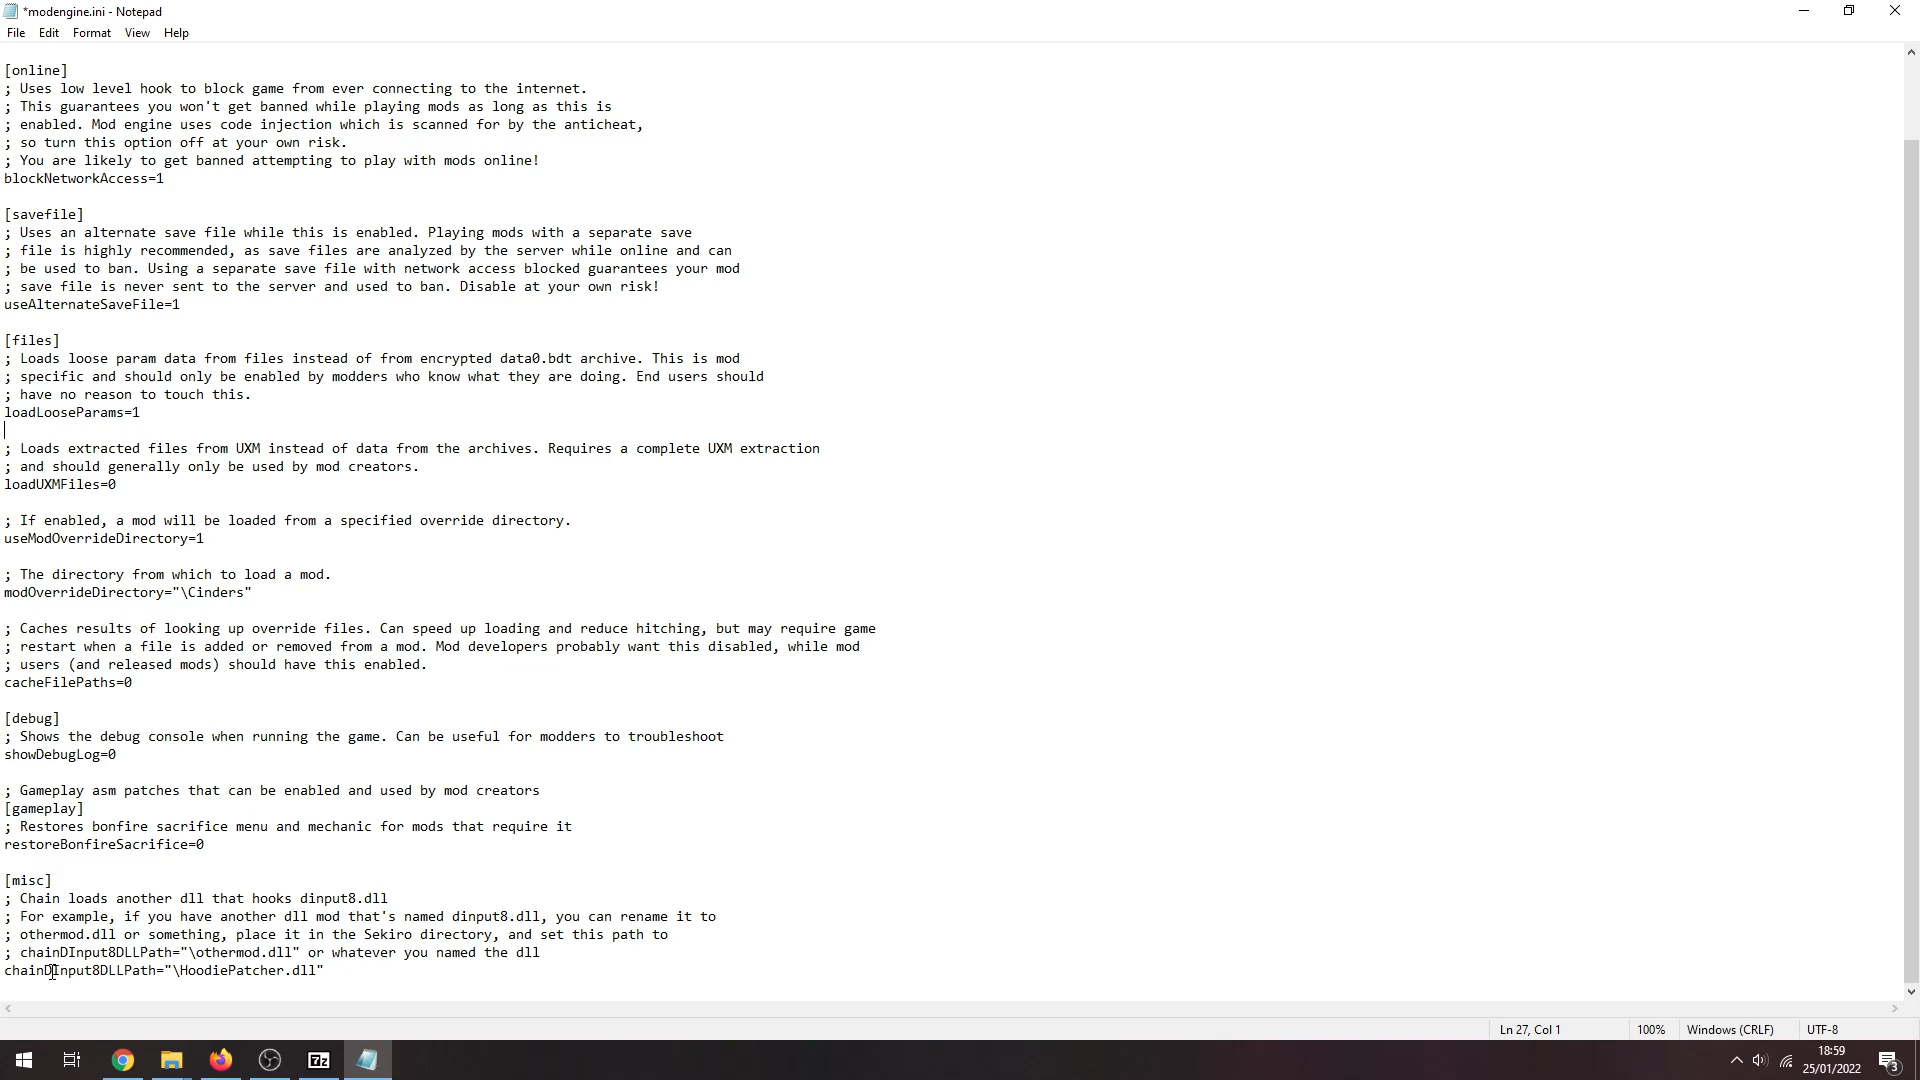 *modengine.ini - Notepad
File Edit Format View Help
[online]
; Uses low level hook to block game from ever connecting to the internet.
; This guarantees you won't get banned while playing mods as long as this is
; enabled. Mod engine uses code injection which is scanned for by the anticheat,
; so turn this option off at your own risk.
; You are likely to get banned attempting to play with mods online!
blockNetworkAccess=1
[savefile]
; Uses an alternate save file while this is enabled. Playing mods with a separate save
; file is highly recommended, as save files are analyzed by the server while online and can
; be used to ban. Using a separate save file with network access blocked guarantees your mod
; save file is never sent to the server and used to ban. Disable at your own risk!
useAlternateSaveFile=1
[files]
; Loads loose param data from files instead of from encrypted data0.bdt archive. This is mod
; specific and should only be enabled by modders who know what they are doing. End users should
; have no reason to touch this.
loadLooseParams=1
; Loads extracted files from UXM instead of data from the archives. Requires a complete UXM extraction
; and should generally only be used by mod creators.
loadUXMFiles=0
; If enabled, a mod will be loaded from a specified override directory.
useModOverrideDirectory=1
; The directory from which to load a mod.
modOverrideDirectory="\Cinders"
; Caches results of looking up override files. Can speed up loading and reduce hitching, but may require game
; restart when a file is added or removed from a mod. Mod developers probably want this disabled, while mod
; users (and released mods) should have this enabled.
cacheFilePaths=0
[debug]
; Shows the debug console when running the game. Can be useful for modders to troubleshoot
showDebugLog=0
; Gameplay asm patches that can be enabled and used by mod creators
[gameplay]
; Restores bonfire sacrifice menu and mechanic for mods that require it
restoreBonfireSacrifice=0
[misc]
; Chain loads another dll that hooks dinput8.dll
; For example, if you have another dll mod that's named dinput8.dll, you can rename it to
; othermod.dll or something, place it in the Sekiro directory, and set this path to
; chainDInput8DLLPath="\othermod.dll" or whatever you named the dll
chainDInput8DLLPath="\HoodiePatcher.dll"
Ln 27, Col 1 100% Windows (CRLF) UTF-8
7z
18:59
25/01/2022
3